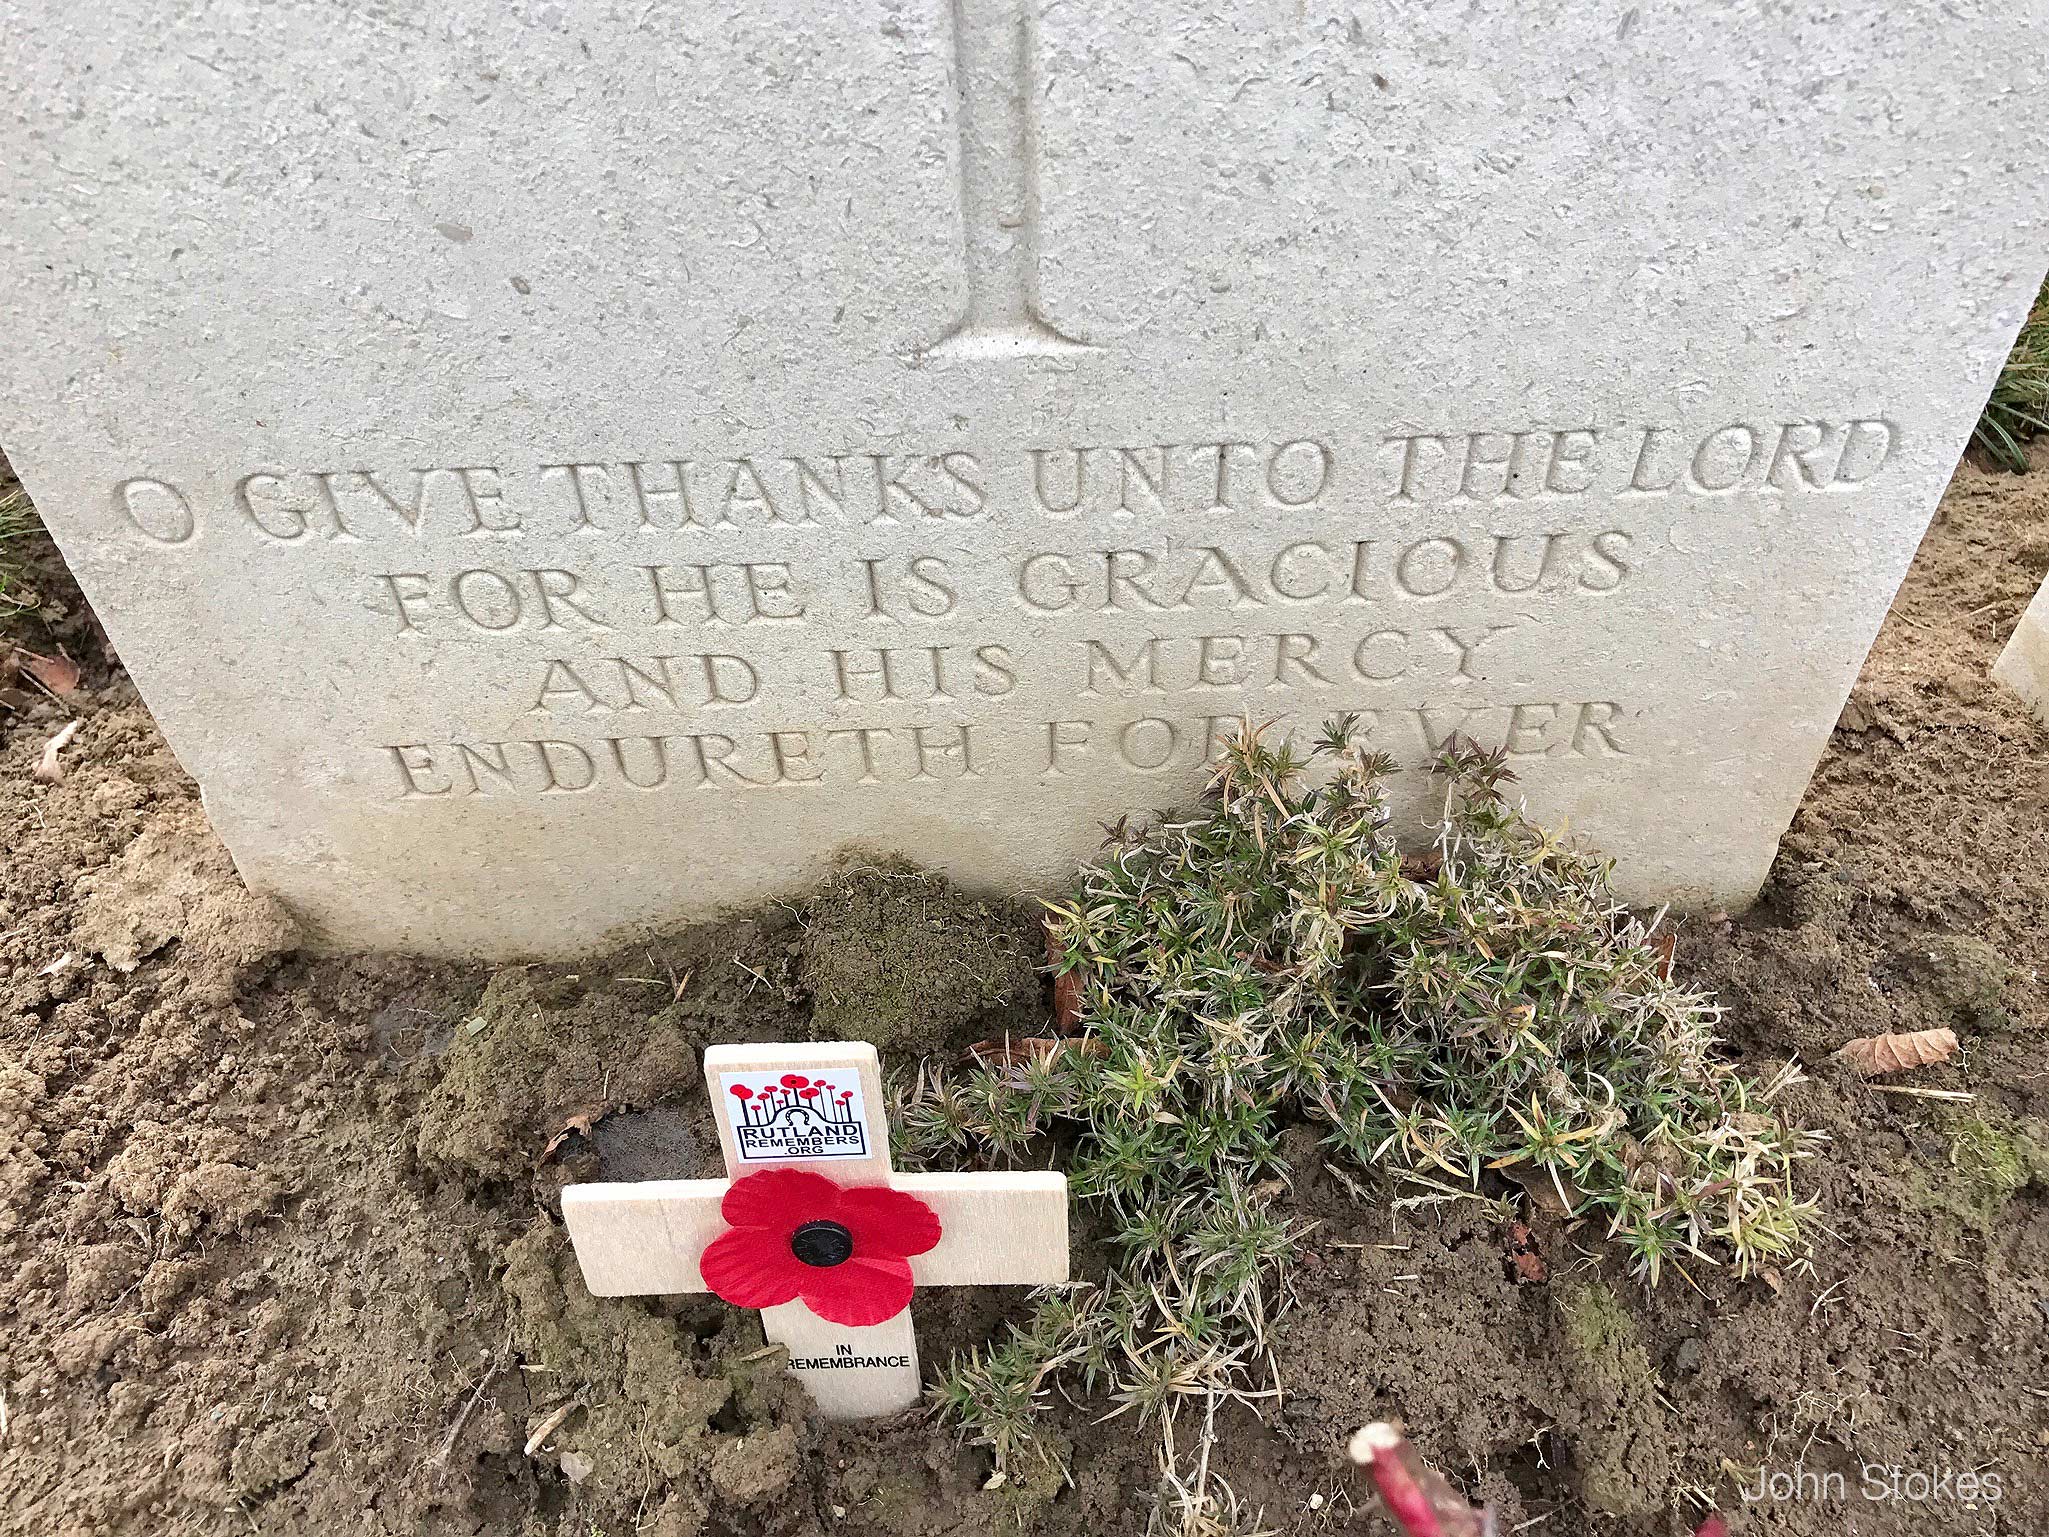 O GIVE THANKS UNTO THE LORD
FOR HE IS GRACIOUS
AND HIS MERCY
ENDURETH FOR EVER
RUTLAND
REMEMBERS
.ORG
IN
REMEMBRANCE
John Stokes